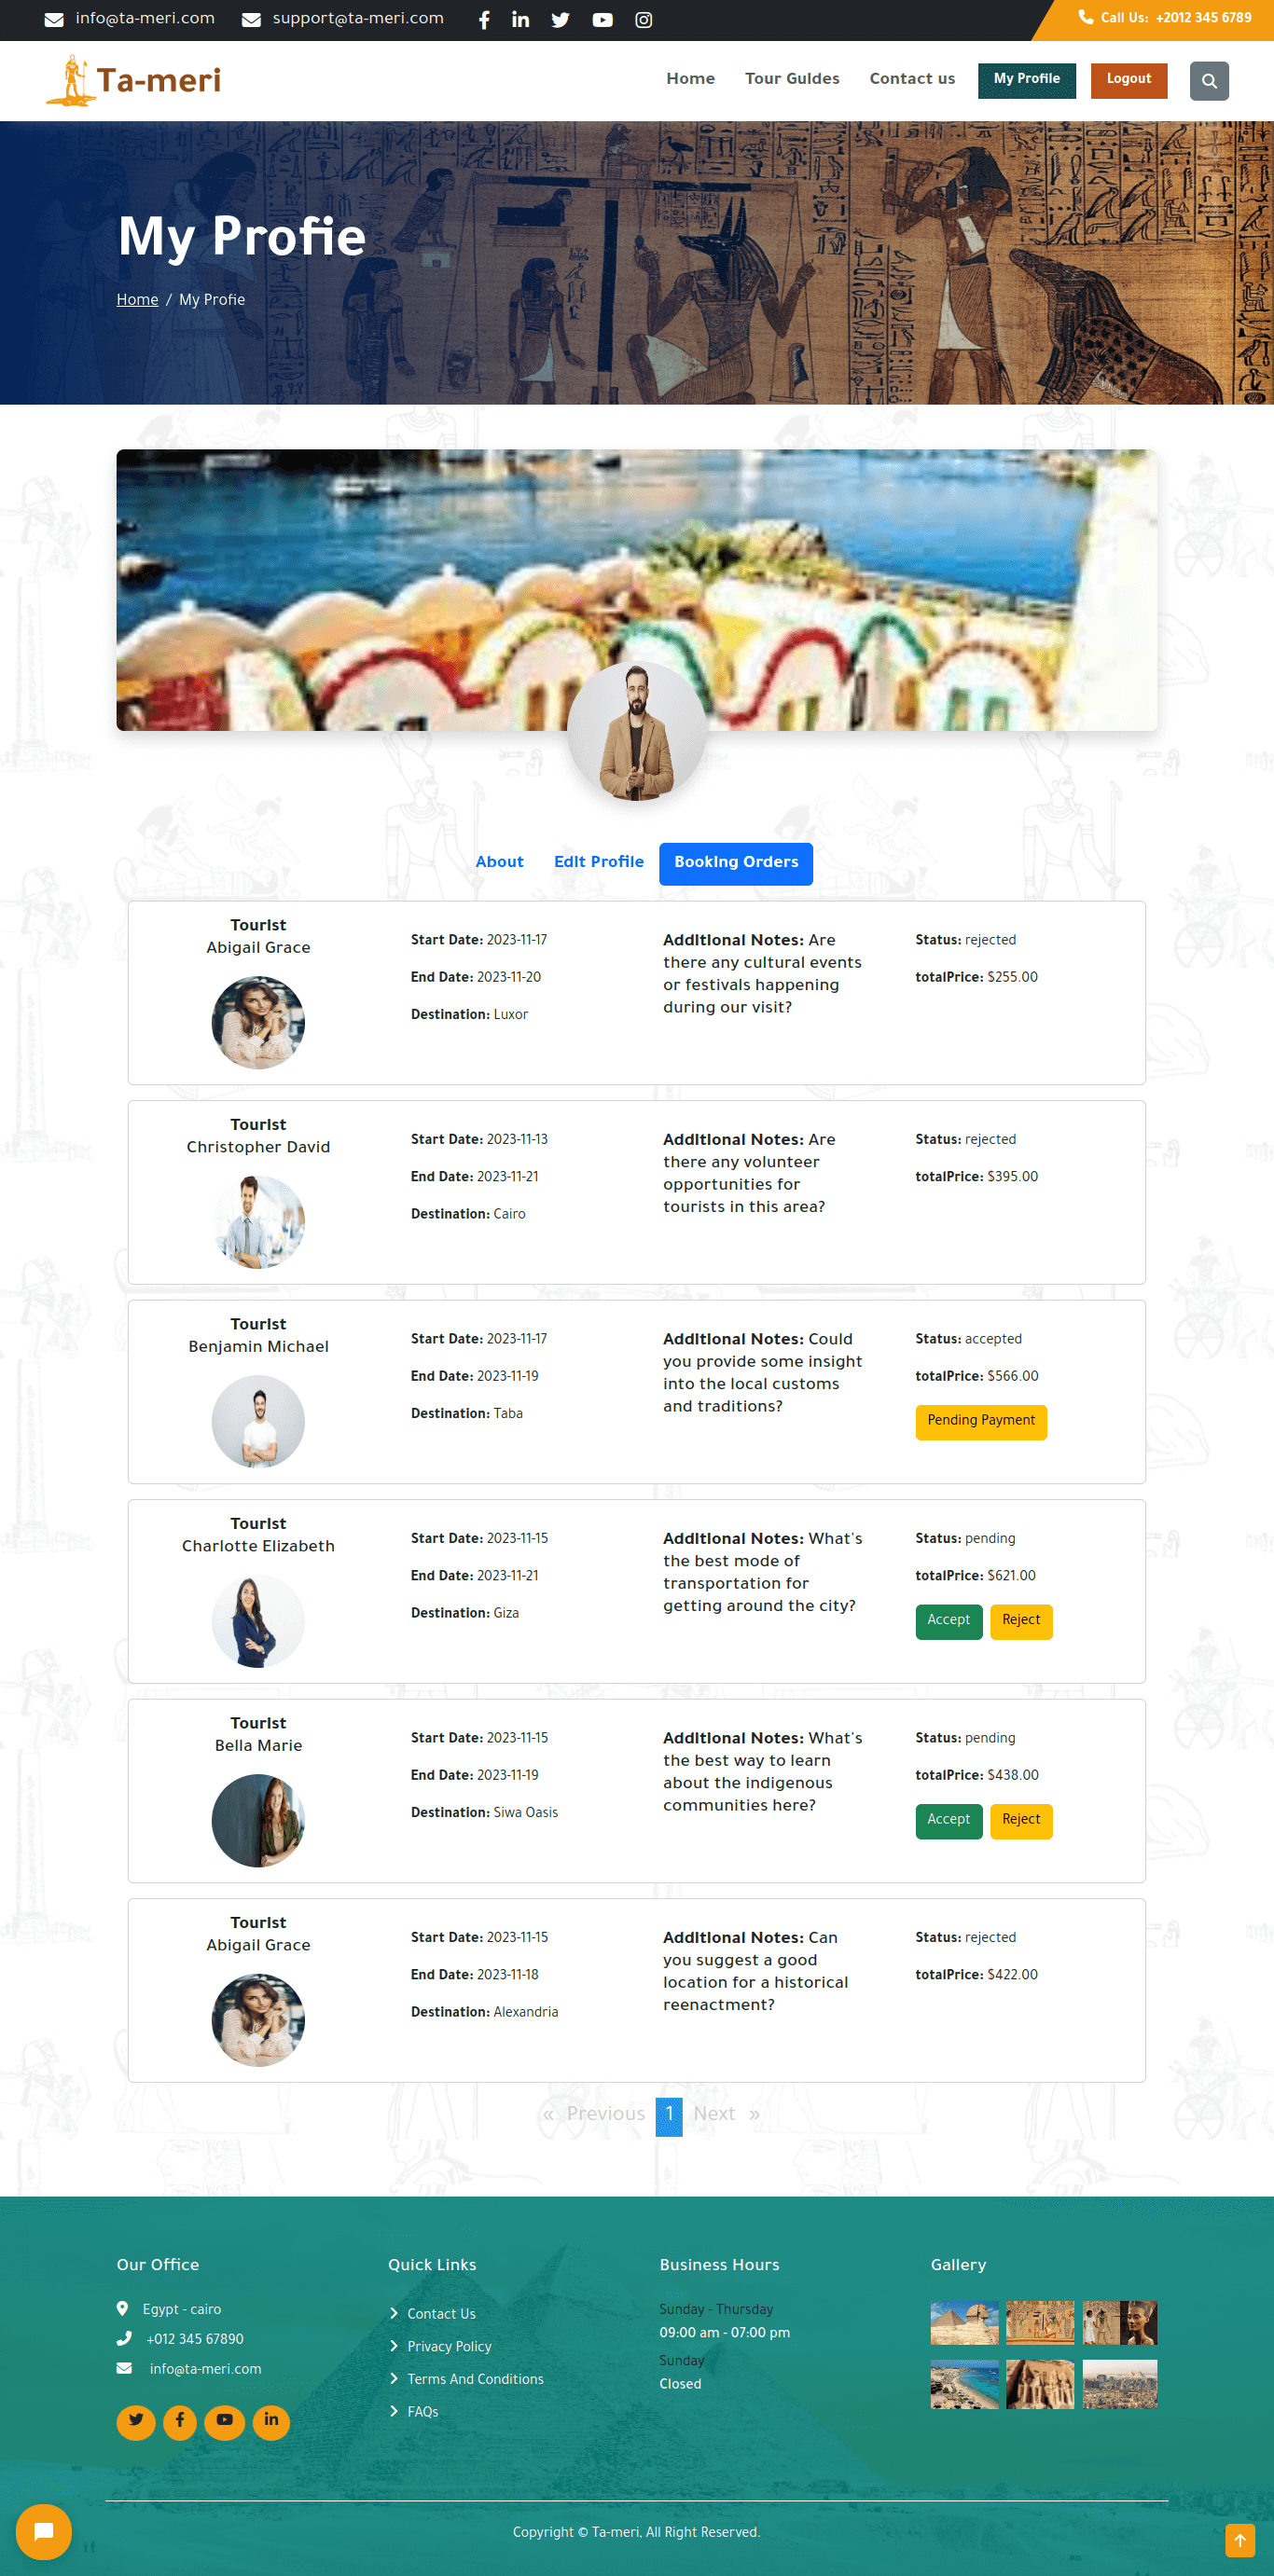 info@ta-meri.com support@ta-meri.com Call Us: +2012 345 6789
Ta-meri Home Tour Guides Contact us My Profile Logout
My Profie
Home / My Profie
About Edit Profile Booking Orders
Tourist
Abigail Grace
Start Date: 2023-11-17
End Date: 2023-11-20
Destination: Luxor
Additional Notes: Are
there any cultural events
or festivals happening
during our visit?
Status: rejected
totalPrice: $255.00
Tourist
Christopher David
Start Date: 2023-11-13
End Date: 2023-11-21
Destination: Cairo
Additional Notes: Are
there any volunteer
opportunities for
tourists in this area?
Status: rejected
totalPrice: $395.00
Tourist
Benjamin Michael
Start Date: 2023-11-17
End Date: 2023-11-19
Destination: Taba
Additional Notes: Could
you provide some insight
into the local customs
and traditions?
Status: accepted
totalPrice: $566.00
Pending Payment
Tourist
Charlotte Elizabeth
Start Date: 2023-11-15
End Date: 2023-11-21
Destination: Giza
Additional Notes: What's
the best mode of
transportation for
getting around the city?
Status: pending
totalPrice: $621.00
Accept Reject
Tourist
Bella Marie
Start Date: 2023-11-15
End Date: 2023-11-19
Destination: Siwa Oasis
Additional Notes: What's
the best way to learn
about the indigenous
communities here?
Status: pending
totalPrice: $438.00
Accept Reject
Tourist
Abigail Grace
Start Date: 2023-11-15
End Date: 2023-11-18
Destination: Alexandria
Additional Notes: Can
you suggest a good
location for a historical
reenactment?
Status: rejected
totalPrice: $422.00
« Previous 1 Next »
Our Office
Egypt - cairo
+012 345 67890
info@ta-meri.com
Quick Links
Contact Us
Privacy Policy
Terms And Conditions
FAQs
Business Hours
Sunday - Thursday
09:00 am - 07:00 pm
Sunday
Closed
Gallery
Copyright © Ta-meri, All Right Reserved.